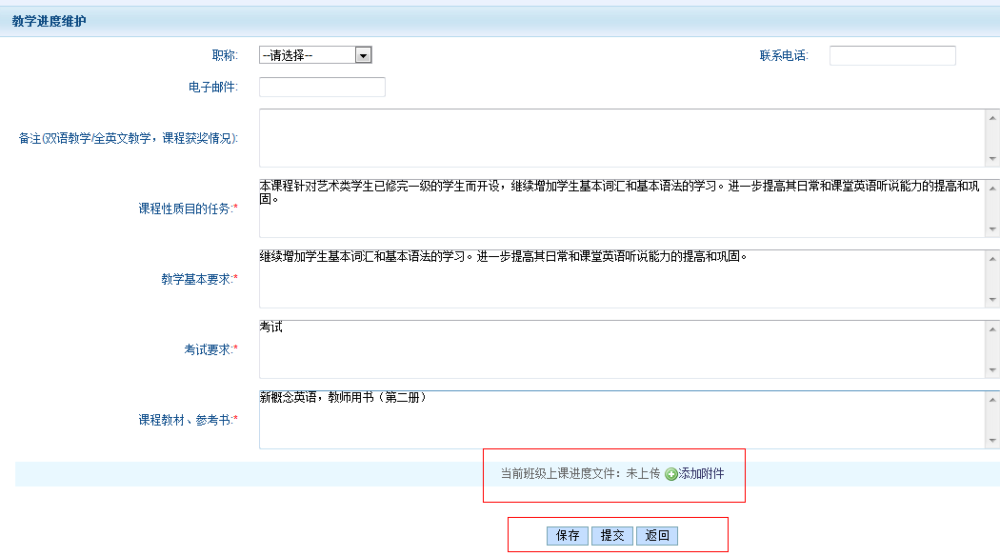 教学进度维护
职称: --请选择-- 联系电话:
电子邮件:
备注(双语教学/全英文教学，课程获奖情况):
本课程针对艺术类学生已修完一级的学生而开设，继续增加学生基本词汇和基本语法的学习。进一步提高其日常和课堂英语听说能力的提高和巩
固。
课程性质目的任务:*
继续增加学生基本词汇和基本语法的学习。进一步提高其日常和课堂英语听说能力的提高和巩固。
教学基本要求:*
考试
考试要求:*
新概念英语，教师用书（第二册）
课程教材、参考书:*
当前班级上课进度文件：未上传 添加附件
保存 提交 返回